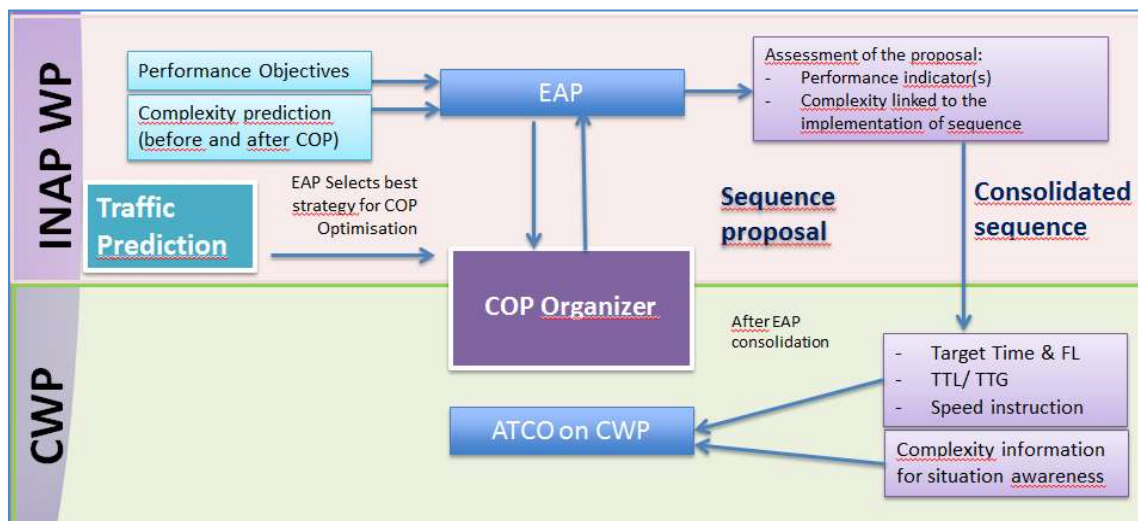 INAP WP
Performance Objectives
Complexity prediction
(before and after COP)
EAP
Assessment of the proposal:
- Performance indicator(s)
- Complexity linked to the
implementation of sequence
Traffic
Prediction
EAP Selects best
strategy for COP
Optimisation
Sequence
proposal
Consolidated
sequence
COP Organizer
CWP
After EAP
consolidation
- Target Time & FL
- TTL/ TTG
- Speed instruction
ATCO on CWP
Complexity information
for situation awareness